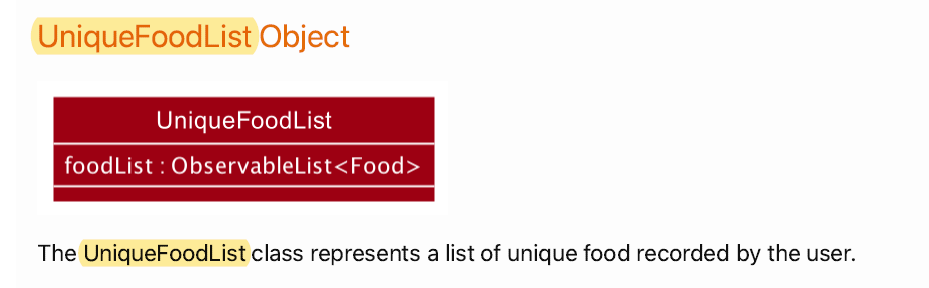 UniqueFoodList Object
UniqueFoodList
foodList : ObservableList<Food>
The UniqueFoodList class represents a list of unique food recorded by the user.